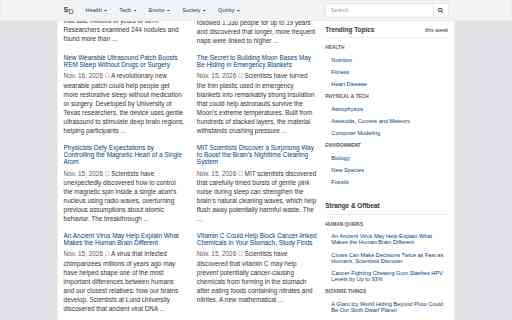 SD
Health
Tech
Enviro
Society
Quirky
Search
Researchers examined 244 nodules and
found more than ...
New Wearable Ultrasound Patch Boosts
REM Sleep Without Drugs or Surgery
Nov. 16, 2026 — A revolutionary new
wearable patch could help people get
more restorative sleep without medication
or surgery. Developed by University of
Texas researchers, the device uses gentle
ultrasound to stimulate deep brain regions,
helping participants ...
Physicists Defy Expectations by
Controlling the Magnetic Heart of a Single
Atom
Nov. 15, 2026 — Scientists have
unexpectedly discovered how to control
the magnetic inside a single atom's
nucleus using radio waves, overturning
previous assumptions about atomic
behavior. The breakthrough ...
An Ancient Virus May Help Explain What
Makes the Human Brain Different
Nov. 15, 2026 — A virus that infected
chimpanzees millions of years ago may
have helped shape one of the most
important differences between humans
and our closest relatives: how our brains
develop. Scientists at Lund University
discovered that ancient viral DNA ...
followed 1,338 people for up to 19 years
and discovered that longer, more frequent
naps were linked to higher ...
The Secret to Building Moon Bases May
Be Hiding in Emergency Blankets
Nov. 15, 2026 — Scientists have turned
the thin plastic used in emergency
blankets into remarkably strong insulation
that could help astronauts survive the
Moon's extreme temperatures. Built from
hundreds of stacked layers, the material
withstands crushing pressure ...
MIT Scientists Discover a Surprising Way
to Boost the Brain's Nighttime Cleaning
System
Nov. 15, 2026 — MIT scientists discovered
that carefully timed bursts of gentle pink
noise during sleep can strengthen the
brain's natural cleaning waves, which help
flush away potentially harmful waste. The
...
Vitamin C Could Help Block Cancer-linked
Chemicals in Your Stomach, Study Finds
Nov. 15, 2026 — Scientists have
discovered that vitamin C may help
prevent potentially cancer-causing
chemicals from forming in the stomach
after eating foods containing nitrates and
nitrites. A new mathematical ...
Trending Topics
this week
HEALTH
Nutrition
Fitness
Heart Disease
PHYSICAL & TECH
Astrophysics
Asteroids, Comets and Meteors
Computer Modeling
ENVIRONMENT
Biology
New Species
Fossils
Strange & Offbeat
HUMAN QUIRKS
An Ancient Virus May Help Explain What
Makes the Human Brain Different
Crows Can Make Decisions Twice as Fast as
Humans, Scientists Discover
Cancer-Fighting Chewing Gum Slashes HPV
Levels by Up to 93%
BIZARRE THINGS
A Giant Icy World Hiding Beyond Pluto Could
Be Our Sixth Dwarf Planet